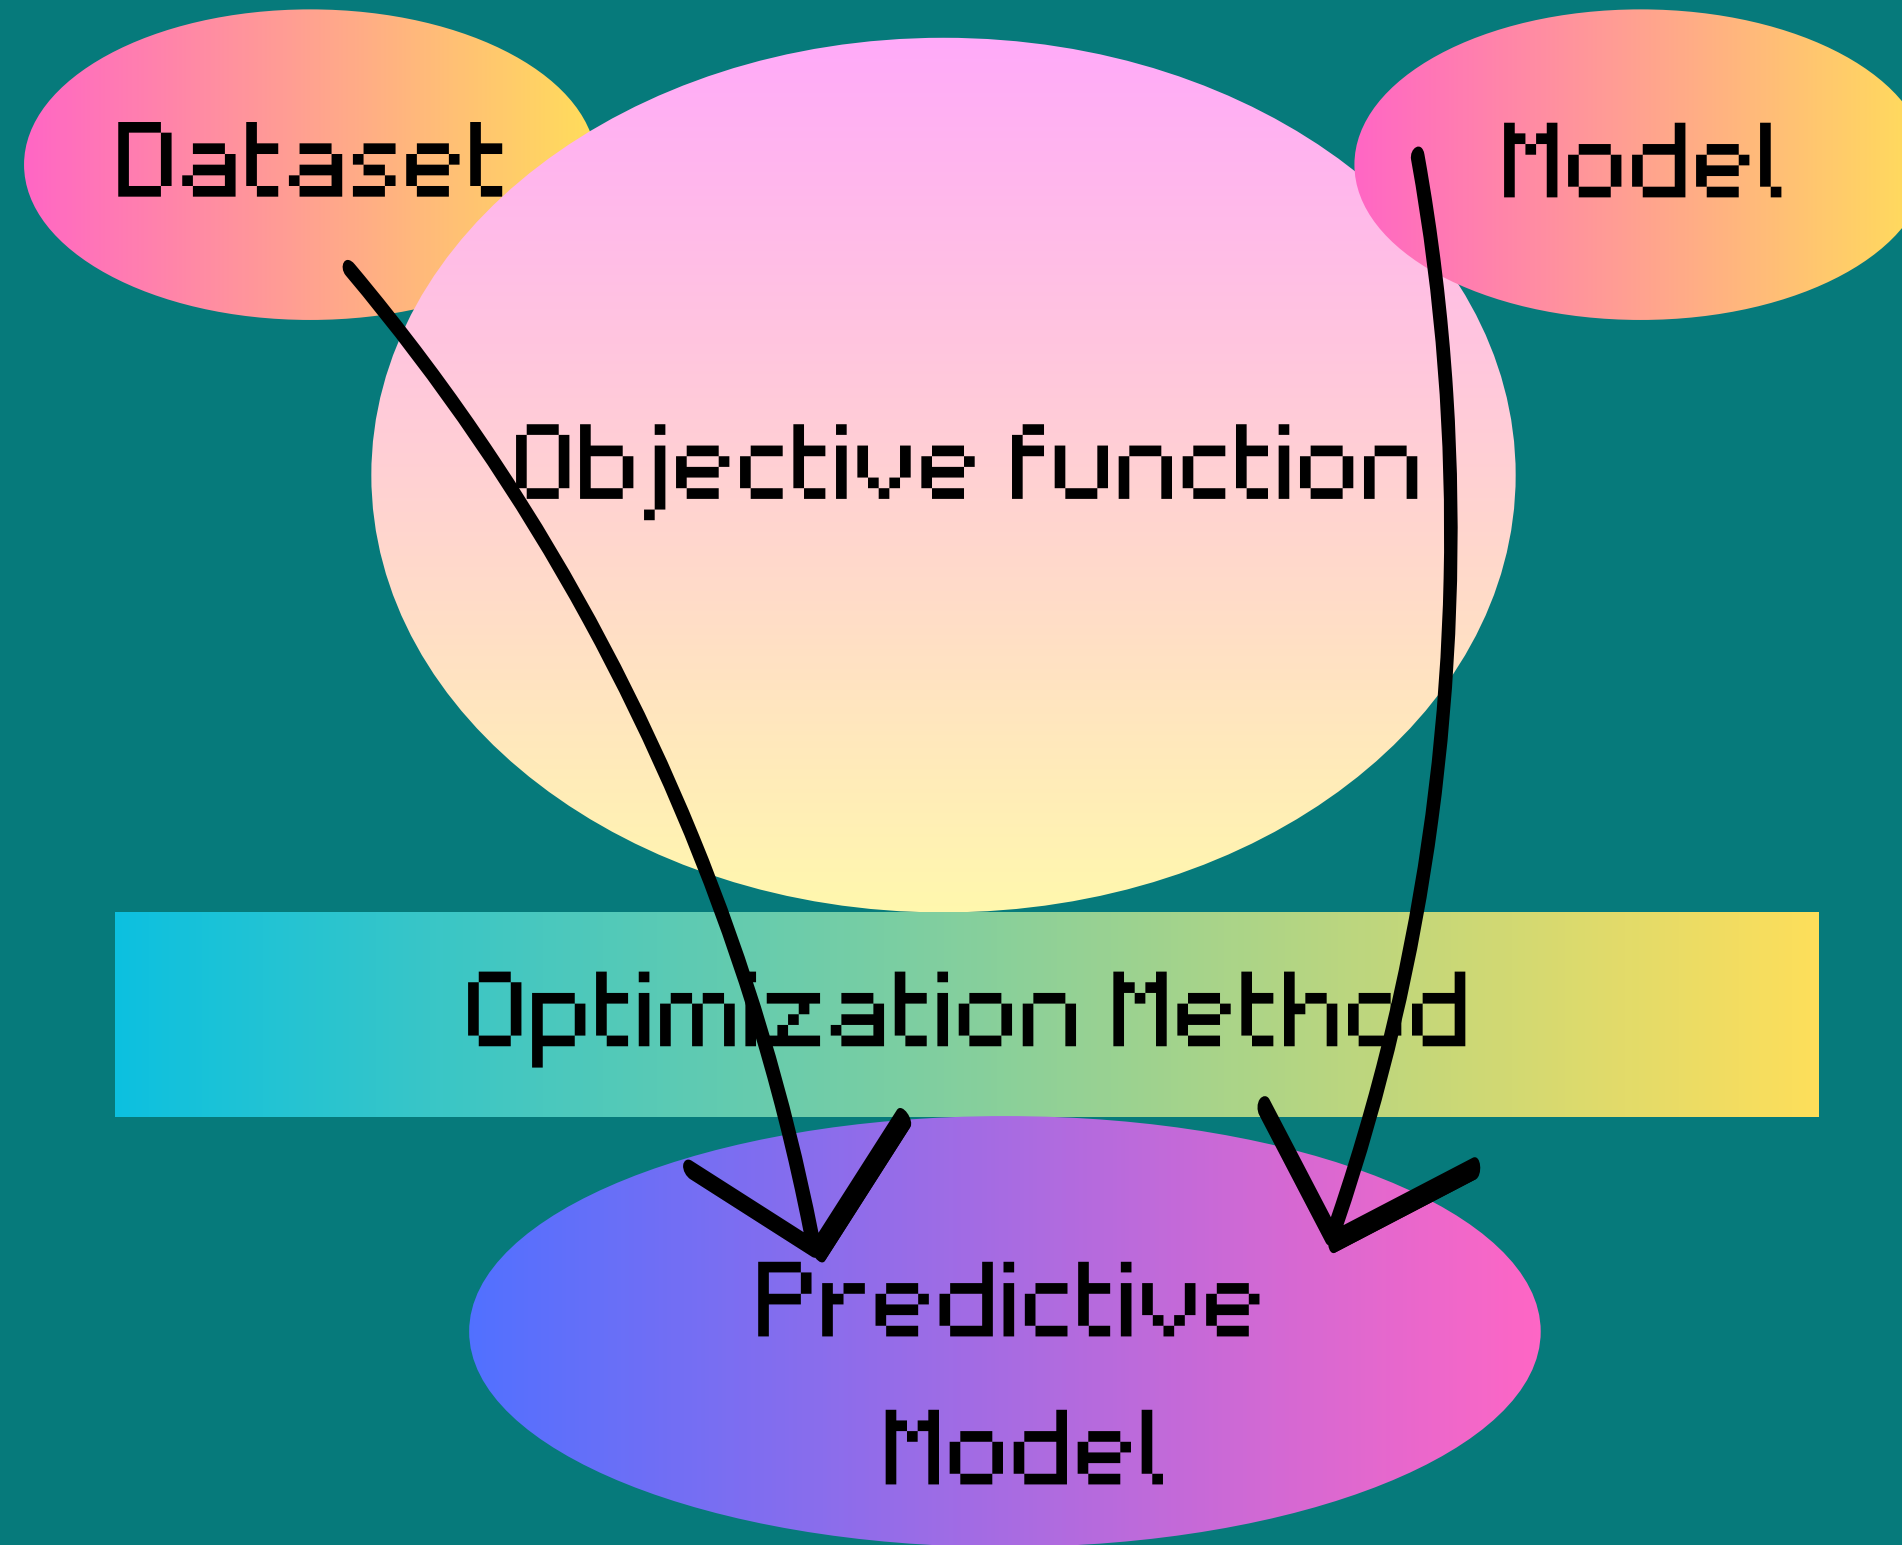 Dataset
Model
Objective function
Optimization Method
Predictive
Model